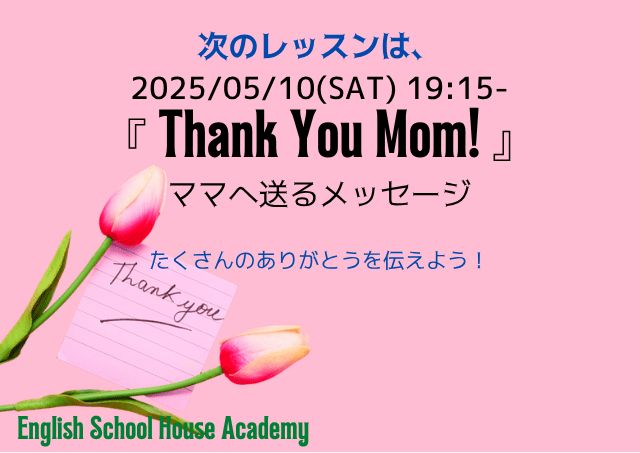 次のレッスンは、
2025/05/10(SAT) 19:15-
『 Thank You Mom! 』
ママへ送るメッセージ
たくさんのありがとうを伝えよう！
Thank you
English School House Academy